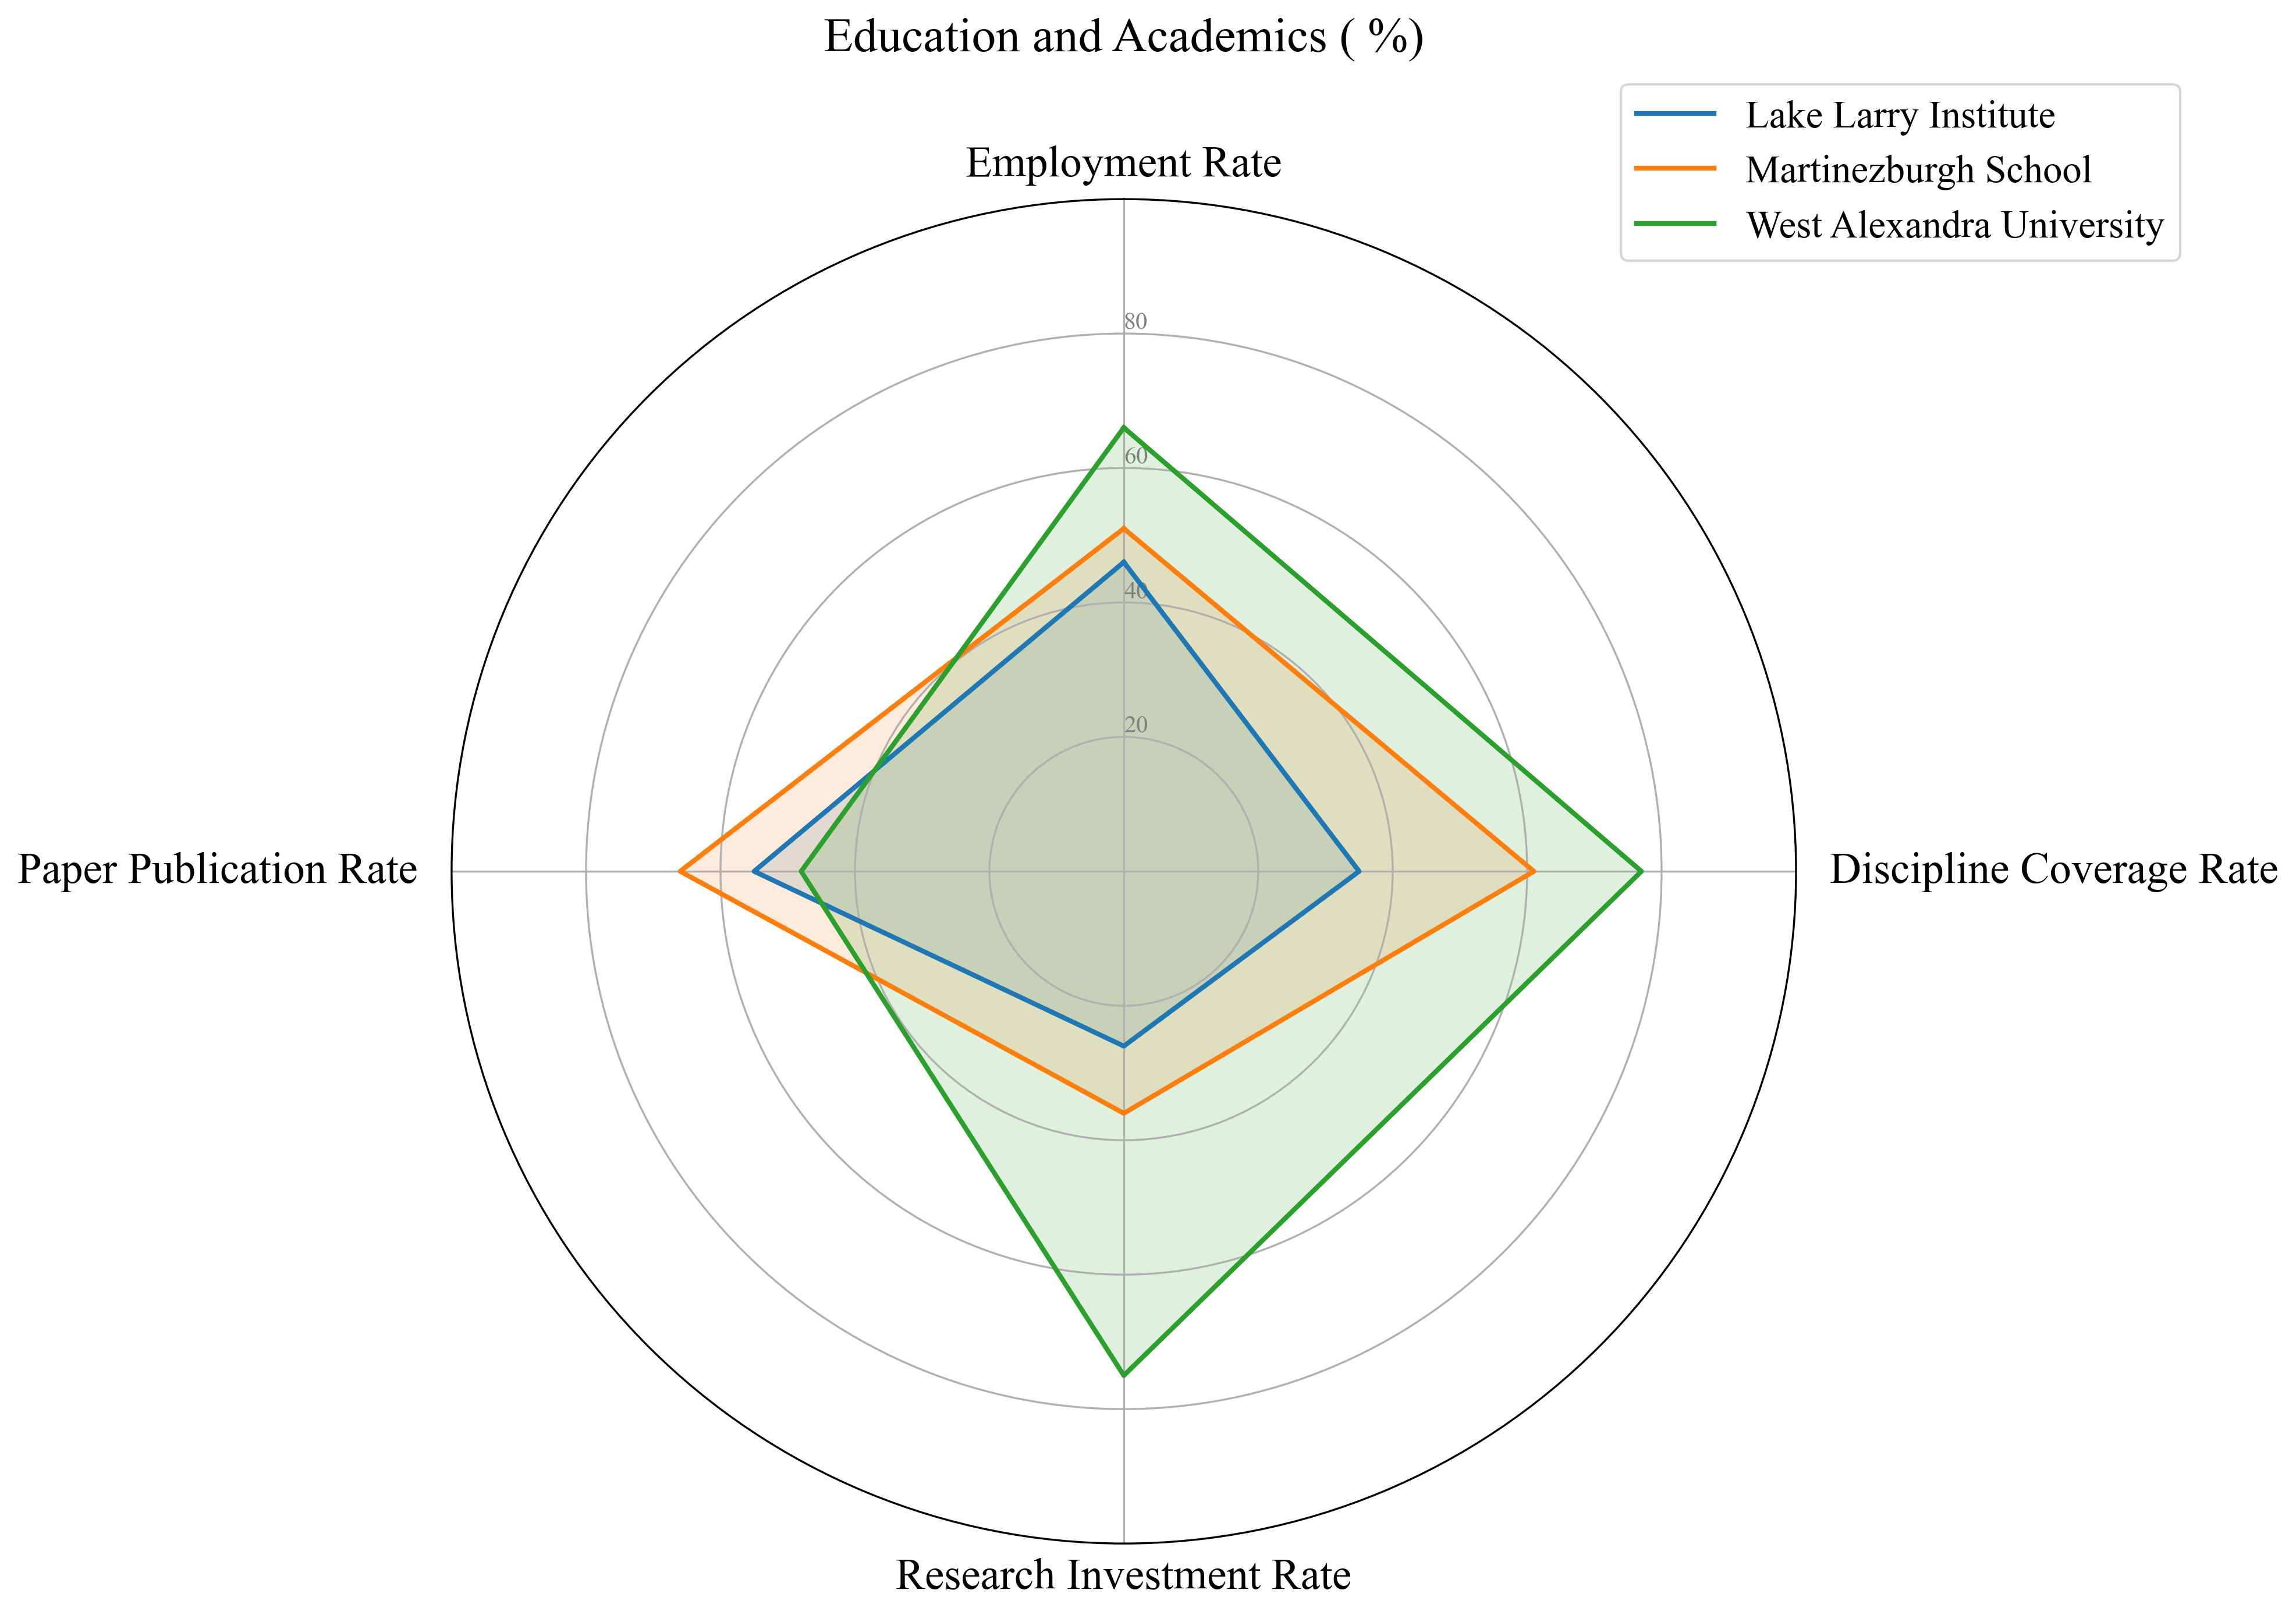 Education and Academics ( %)
Lake Larry Institute
Martinezburgh School
West Alexandra University
Employment Rate
80
60
40
20
Paper Publication Rate
Discipline Coverage Rate
Research Investment Rate